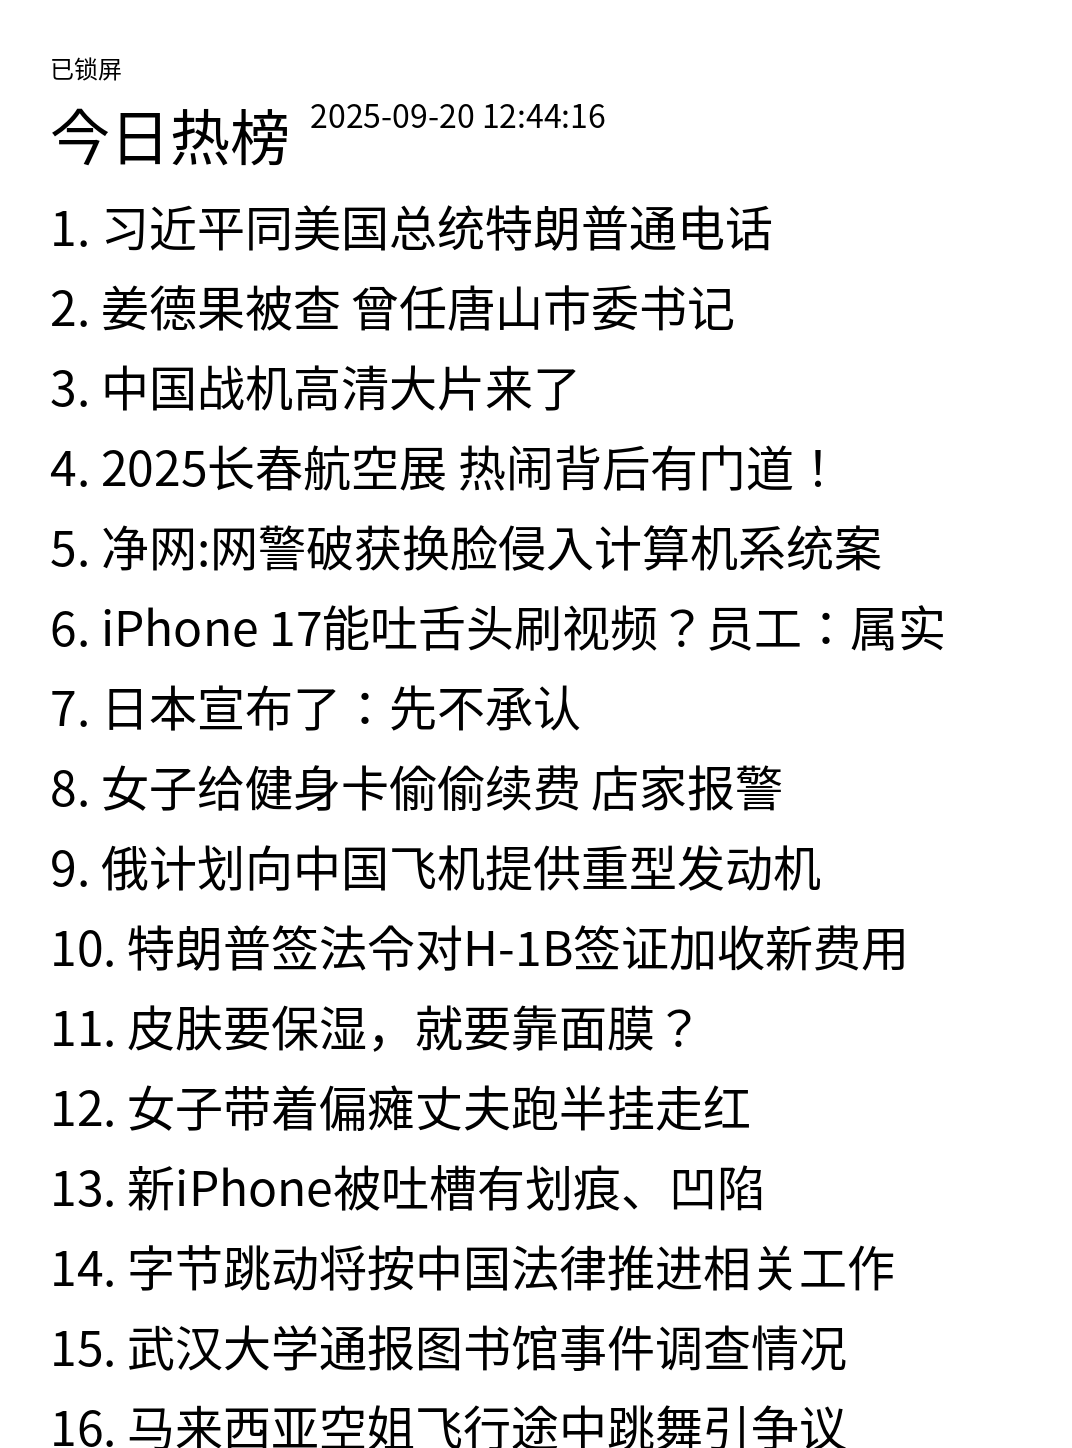 已锁屏
今日热榜 2025-09-20 12:44:16
1. 习近平同美国总统特朗普通电话
2. 姜德果被查 曾任唐山市委书记
3. 中国战机高清大片来了
4. 2025长春航空展 热闹背后有门道！
5. 净网:网警破获换脸侵入计算机系统案
6. iPhone 17能吐舌头刷视频？员工：属实
7. 日本宣布了：先不承认
8. 女子给健身卡偷偷续费 店家报警
9. 俄计划向中国飞机提供重型发动机
10. 特朗普签法令对H-1B签证加收新费用
11. 皮肤要保湿，就要靠面膜？
12. 女子带着偏瘫丈夫跑半挂走红
13. 新iPhone被吐槽有划痕、凹陷
14. 字节跳动将按中国法律推进相关工作
15. 武汉大学通报图书馆事件调查情况
16. 马来西亚空姐飞行途中跳舞引争议